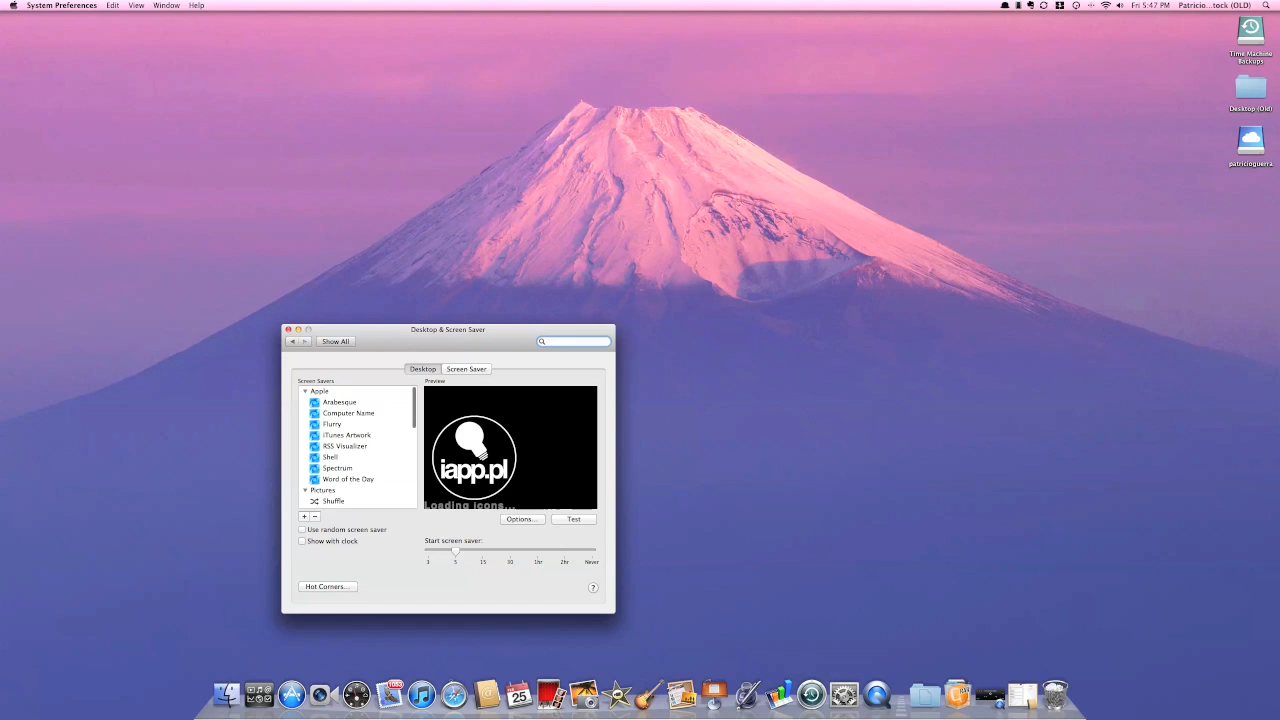 System Preferences Edit View Window Help
Fri 5:47 PM Patricio...tock (OLD)
Time Machine
Backups
Desktop (Old)
patricioguerra
Desktop & Screen Saver
Show All
Desktop Screen Saver
Screen Savers
Apple
Arabesque
Computer Name
Flurry
iTunes Artwork
RSS Visualizer
Shell
Spectrum
Word of the Day
Pictures
Shuffle
Preview
iapp.pl
Loading icons...
Options... Test
Use random screen saver
Show with clock
Start screen saver:
3 5 15 30 1hr 2hr Never
Hot Corners...
?
25